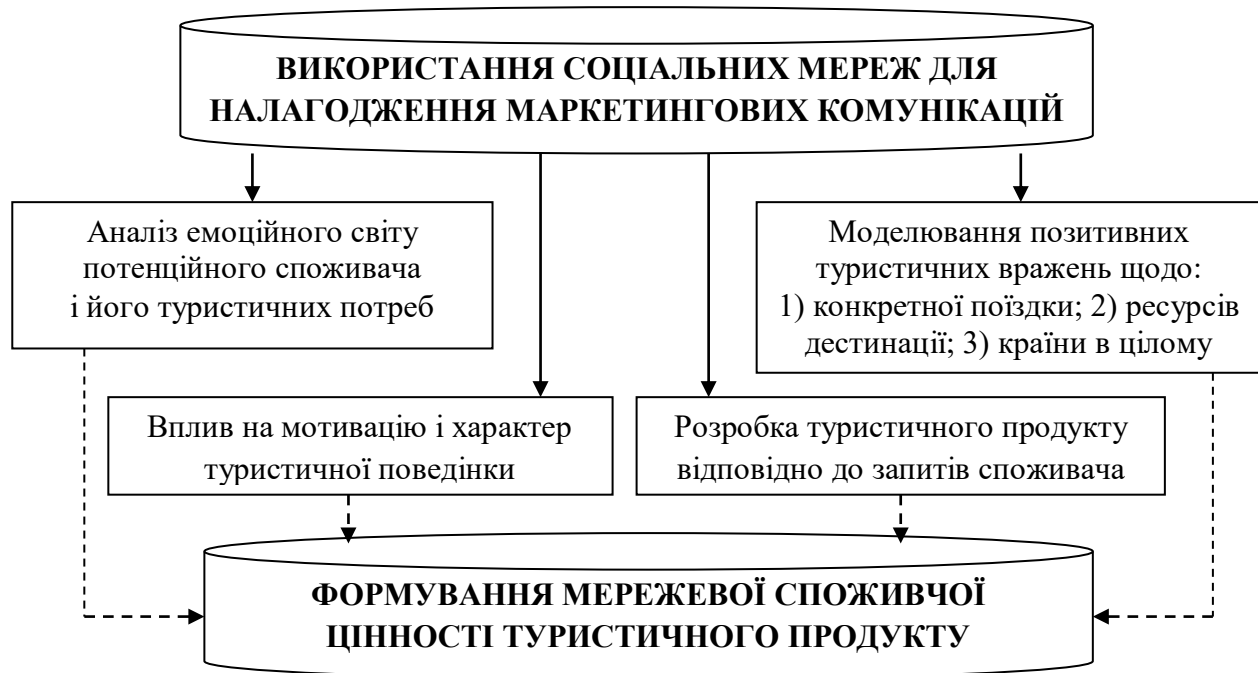 ВИКОРИСТАННЯ СОЦІАЛЬНИХ МЕРЕЖ ДЛЯ
НАЛАГОДЖЕННЯ МАРКЕТИНГОВИХ КОМУНІКАЦІЙ
Аналіз емоційного світу
потенційного споживача
і його туристичних потреб
Моделювання позитивних
туристичних вражень щодо:
1) конкретної поїздки; 2) ресурсів
дестинації; 3) країни в цілому
Вплив на мотивацію і характер
туристичної поведінки
Розробка туристичного продукту
відповідно до запитів споживача
ФОРМУВАННЯ МЕРЕЖЕВОЇ СПОЖИВЧОЇ
ЦІННОСТІ ТУРИСТИЧНОГО ПРОДУКТУ